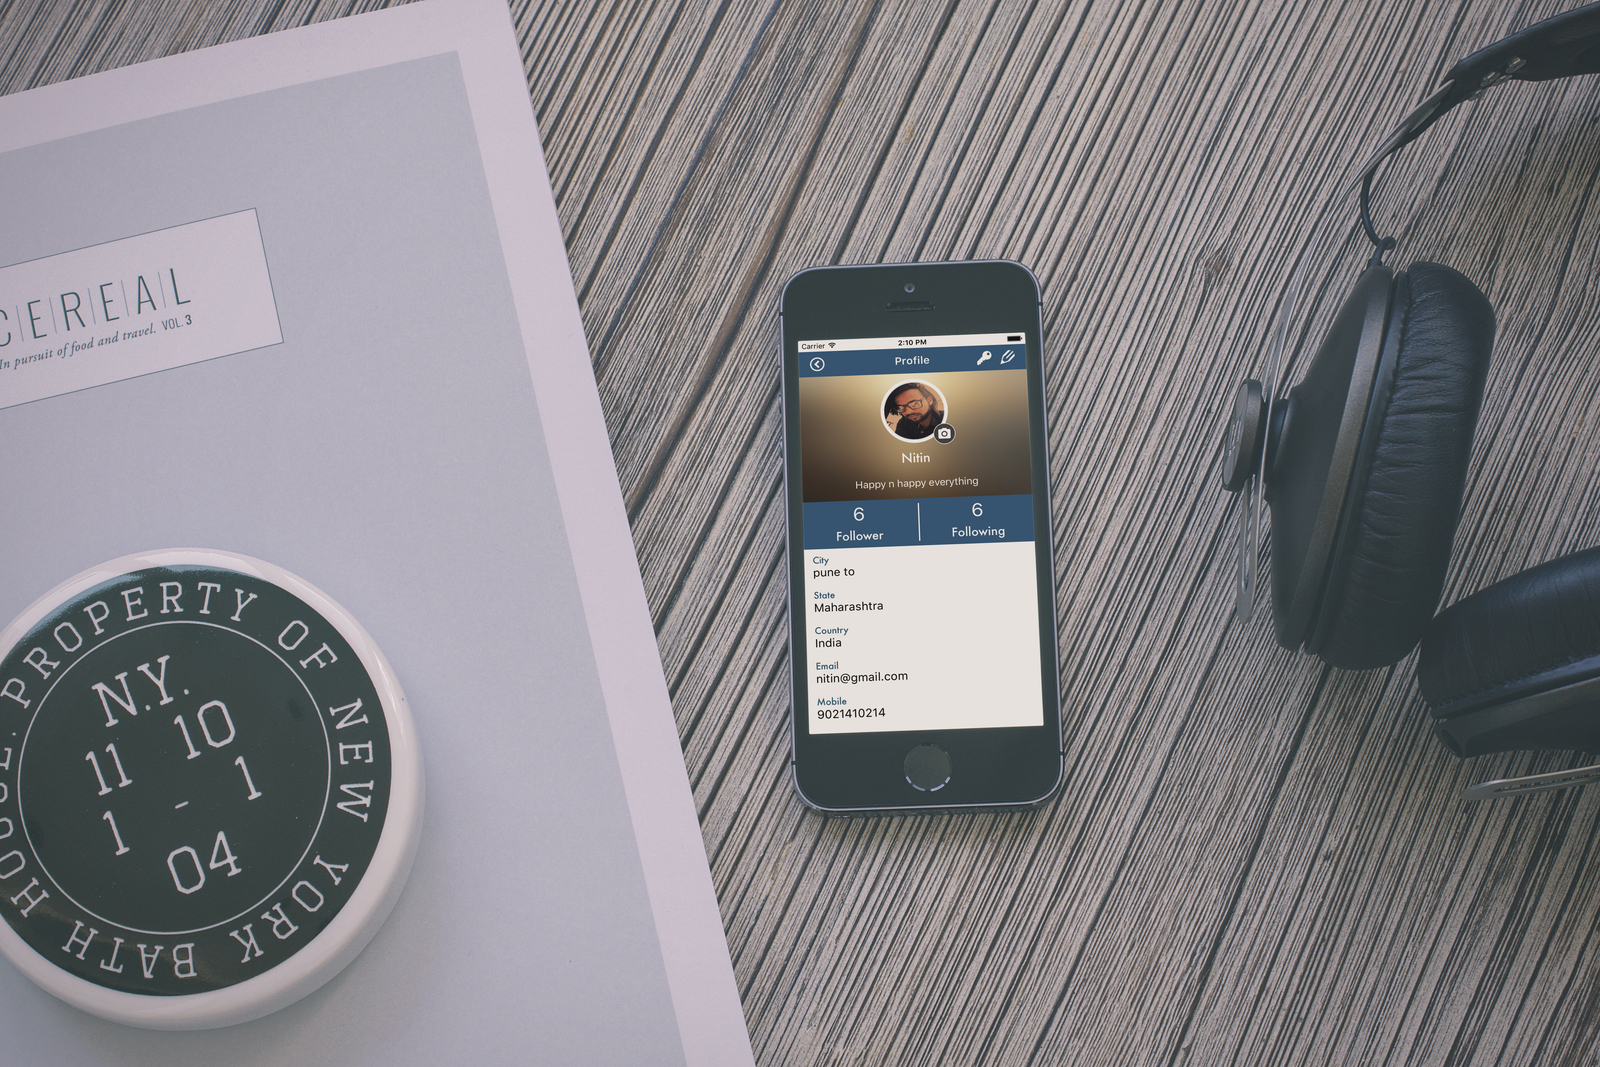 CEREAL
In pursuit of food and travel. VOL. 3
PROPERTY OF NEW YORK BATH HOUSE.
N.Y.
11 10
1 - 1
04
Carrier 2:10 PM
Profile
Nitin
Happy n happy everything
6 6
Follower Following
City
pune to
State
Maharashtra
Country
India
Email
nitin@gmail.com
Mobile
9021410214